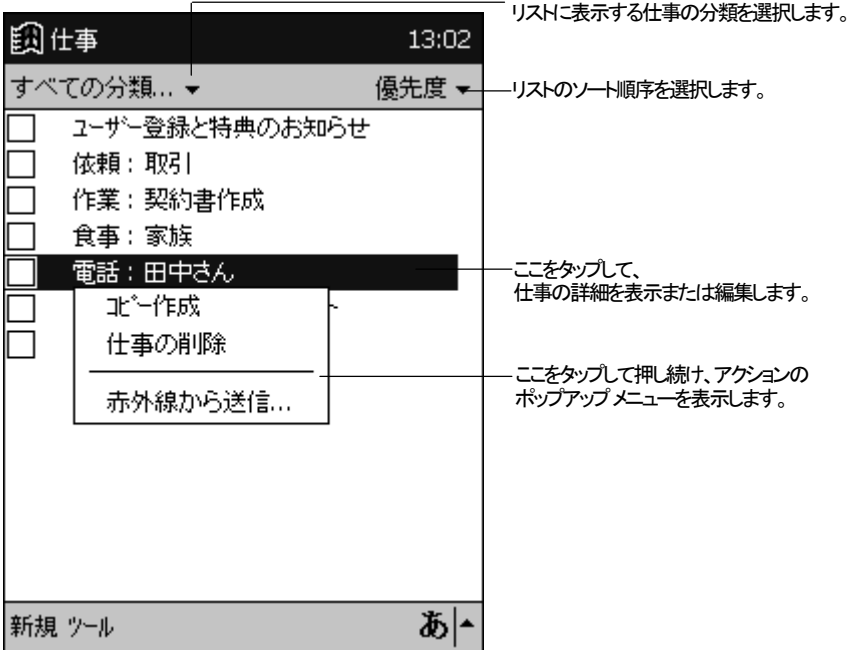 リストに表示する仕事の分類を選択します。
仕事 13:02
すべての分類... 優先度
リストのソート順序を選択します。
ユーザー登録と特典のお知らせ
依頼：取引
作業：契約書作成
食事：家族
電話：田中さん
ここをタップして、
仕事の詳細を表示または編集します。
コピー作成
仕事の削除
赤外線から送信...
ここをタップして押し続け、アクションの
ポップアップ メニューを表示します。
新規 ツール あ